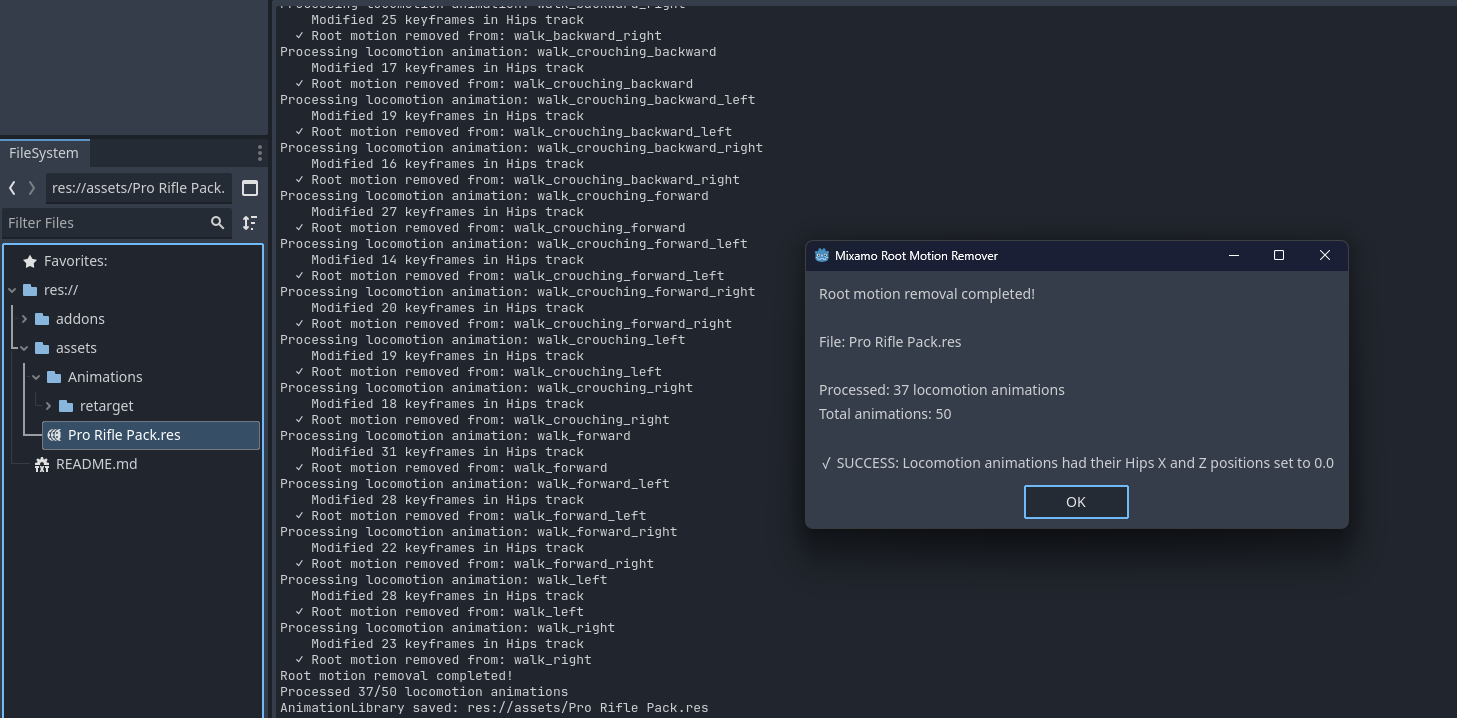 FileSystem
res://assets/Pro Rifle Pack.
Filter Files
Favorites:
res://
addons
assets
Animations
retarget
Pro Rifle Pack.res
README.md
Processing locomotion animation: walk_backward_right
Modified 25 keyframes in Hips track
✓ Root motion removed from: walk_backward_right
Processing locomotion animation: walk_crouching_backward
Modified 17 keyframes in Hips track
✓ Root motion removed from: walk_crouching_backward
Processing locomotion animation: walk_crouching_backward_left
Modified 19 keyframes in Hips track
✓ Root motion removed from: walk_crouching_backward_left
Processing locomotion animation: walk_crouching_backward_right
Modified 16 keyframes in Hips track
✓ Root motion removed from: walk_crouching_backward_right
Processing locomotion animation: walk_crouching_forward
Modified 27 keyframes in Hips track
✓ Root motion removed from: walk_crouching_forward
Processing locomotion animation: walk_crouching_forward_left
Modified 14 keyframes in Hips track
✓ Root motion removed from: walk_crouching_forward_left
Processing locomotion animation: walk_crouching_forward_right
Modified 20 keyframes in Hips track
✓ Root motion removed from: walk_crouching_forward_right
Processing locomotion animation: walk_crouching_left
Modified 19 keyframes in Hips track
✓ Root motion removed from: walk_crouching_left
Processing locomotion animation: walk_crouching_right
Modified 18 keyframes in Hips track
✓ Root motion removed from: walk_crouching_right
Processing locomotion animation: walk_forward
Modified 31 keyframes in Hips track
✓ Root motion removed from: walk_forward
Processing locomotion animation: walk_forward_left
Modified 28 keyframes in Hips track
✓ Root motion removed from: walk_forward_left
Processing locomotion animation: walk_forward_right
Modified 22 keyframes in Hips track
✓ Root motion removed from: walk_forward_right
Processing locomotion animation: walk_left
Modified 28 keyframes in Hips track
✓ Root motion removed from: walk_left
Processing locomotion animation: walk_right
Modified 23 keyframes in Hips track
✓ Root motion removed from: walk_right
Root motion removal completed!
Processed 37/50 locomotion animations
AnimationLibrary saved: res://assets/Pro Rifle Pack.res
Mixamo Root Motion Remover
Root motion removal completed!
File: Pro Rifle Pack.res
Processed: 37 locomotion animations
Total animations: 50
√ SUCCESS: Locomotion animations had their Hips X and Z positions set to 0.0
OK